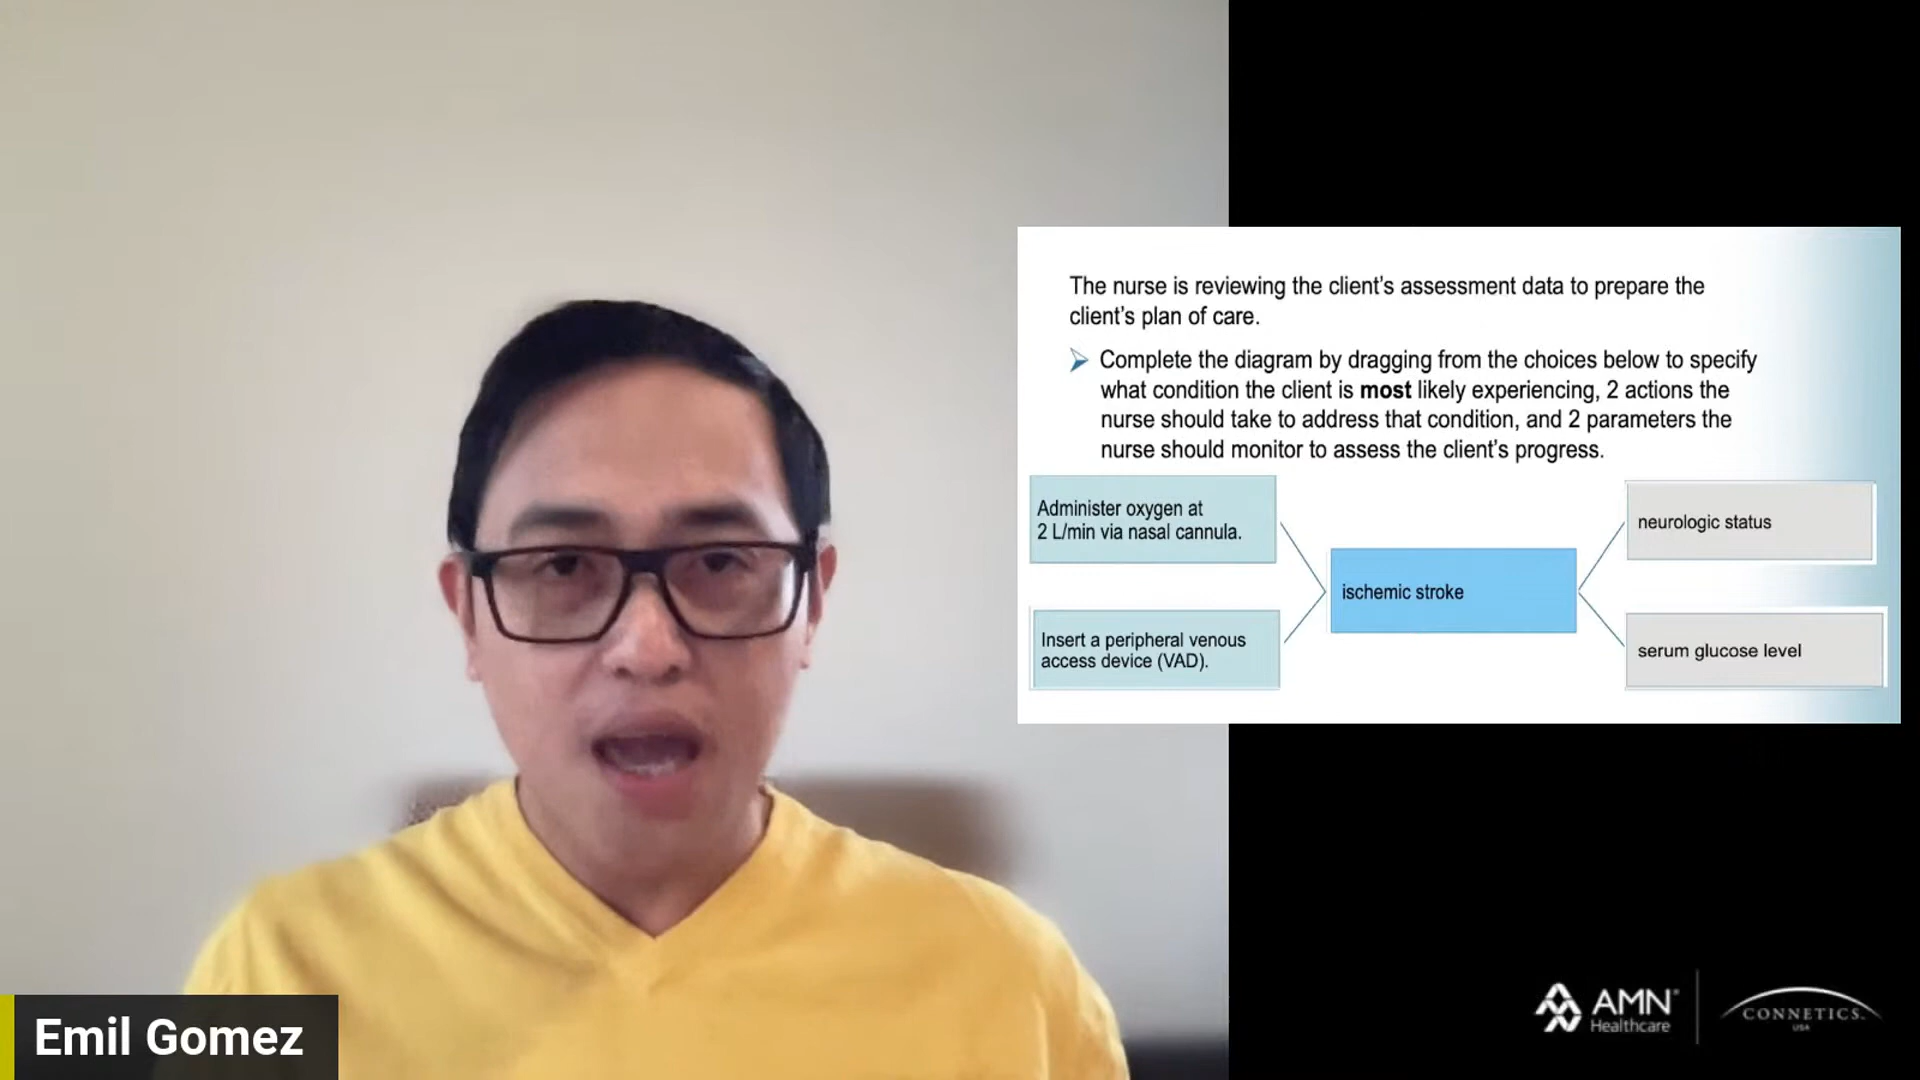 The nurse is reviewing the client's assessment data to prepare the
client's plan of care.
Complete the diagram by dragging from the choices below to specify
what condition the client is most likely experiencing, 2 actions the
nurse should take to address that condition, and 2 parameters the
nurse should monitor to assess the client's progress.
Administer oxygen at
2 L/min via nasal cannula.
Insert a peripheral venous
access device (VAD).
ischemic stroke
neurologic status
serum glucose level
Emil Gomez
AMN
Healthcare
CONNETICS
USA